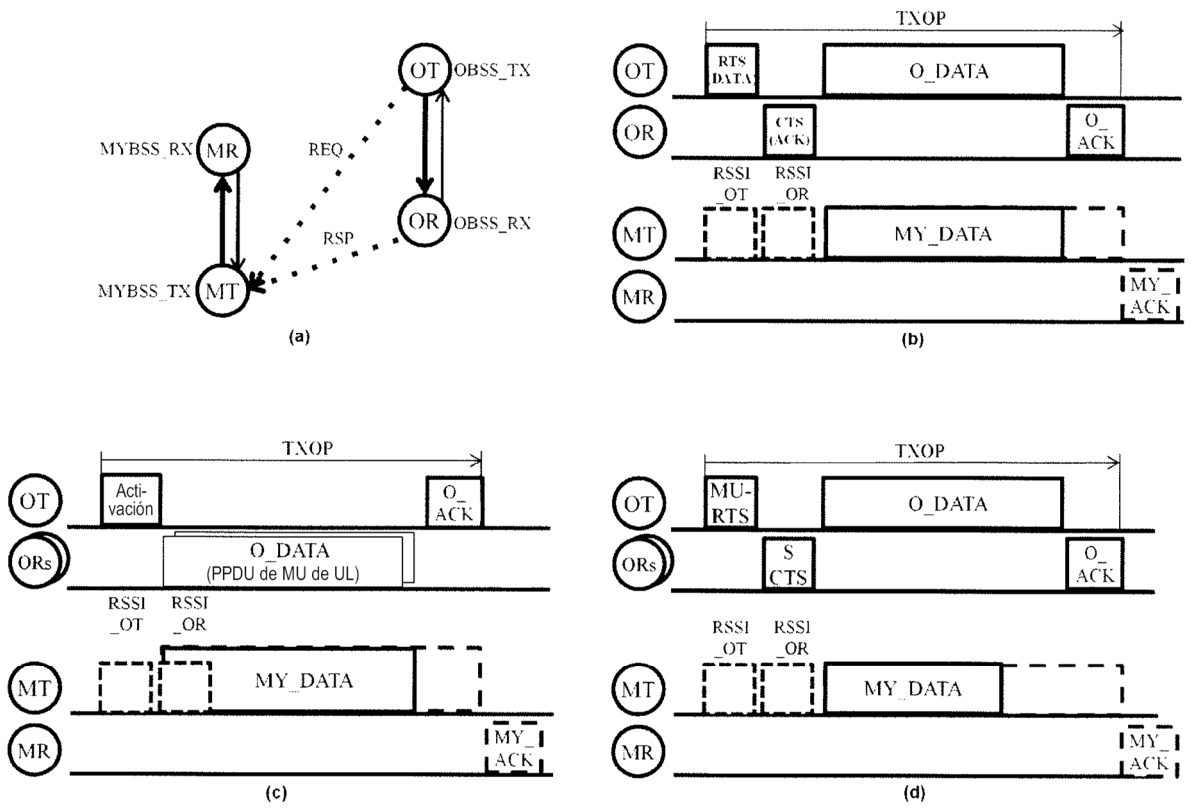 OT OBSS_TX
MYBSS_RX MR
REQ
OR OBSS_RX
RSP
MYBSS_TX MT
(a)
TXOP
OT
RTS
(DATA)
O_DATA
OR
CTS
(ACK)
O_
ACK
RSSI
_OT
RSSI
_OR
MT
MY_DATA
MR
MY_
ACK
(b)
TXOP
OT
Acti-
vación
O_
ACK
ORs
O_DATA
(PPDU de MU de UL)
RSSI
_OT
RSSI
_OR
MT
MY_DATA
MR
MY_
ACK
(c)
TXOP
OT
MU-
RTS
O_DATA
ORs
S
CTS
O_
ACK
RSSI
_OT
RSSI
_OR
MT
MY_DATA
MR
MY_
ACK
(d)